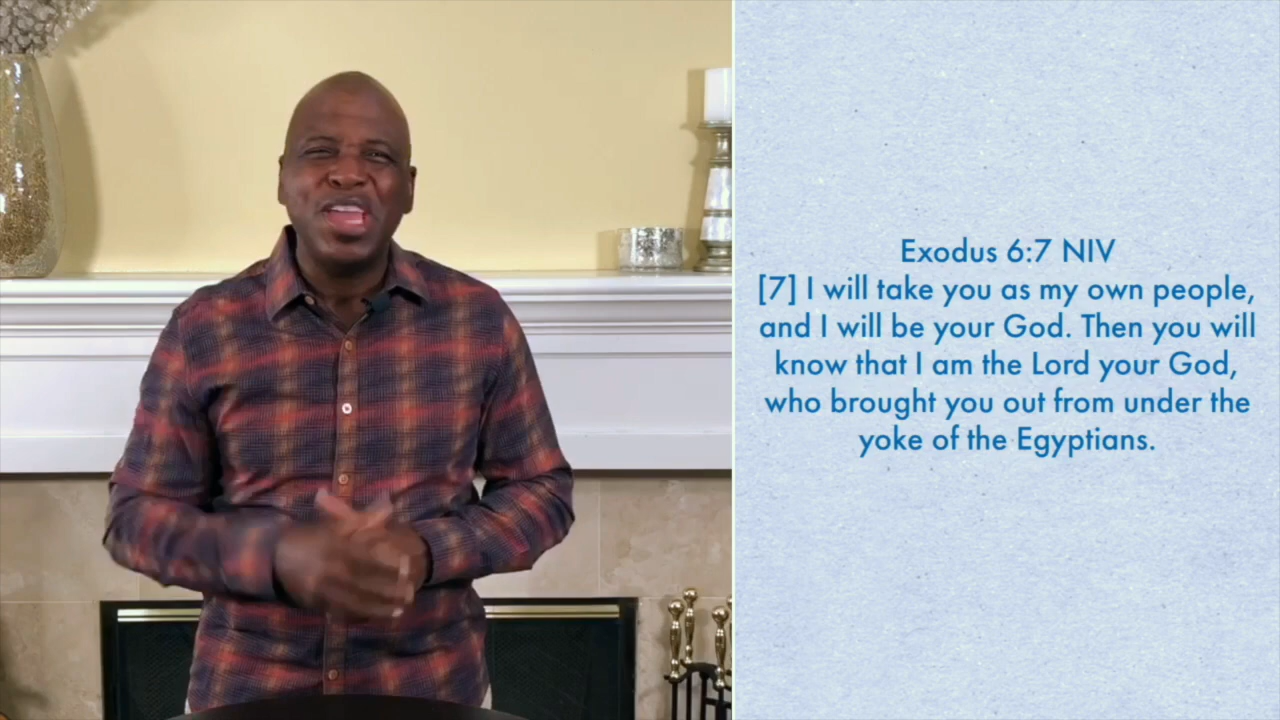 Exodus 6:7 NIV
[7] I will take you as my own people,
and I will be your God. Then you will
know that I am the Lord your God,
who brought you out from under the
yoke of the Egyptians.